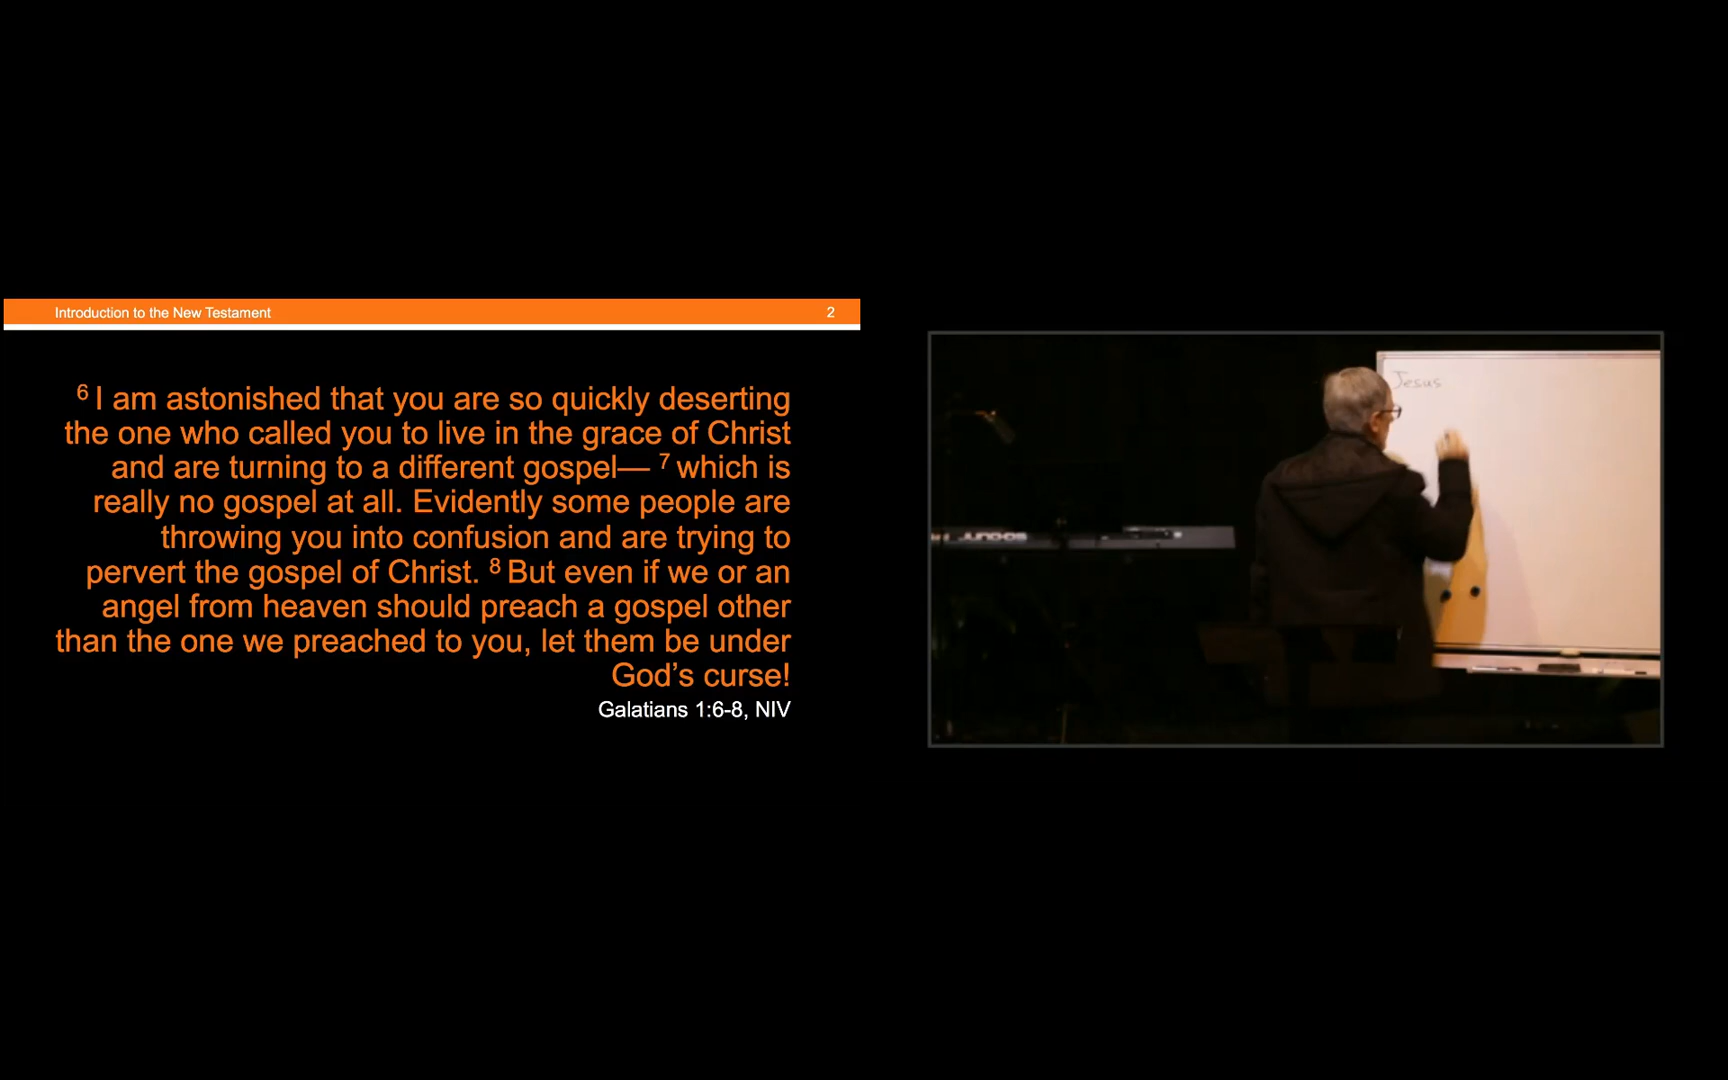 Introduction to the New Testament 2
6 I am astonished that you are so quickly deserting
the one who called you to live in the grace of Christ
and are turning to a different gospel— 7 which is
really no gospel at all. Evidently some people are
throwing you into confusion and are trying to
pervert the gospel of Christ. 8 But even if we or an
angel from heaven should preach a gospel other
than the one we preached to you, let them be under
God’s curse!
Galatians 1:6-8, NIV
Jesus